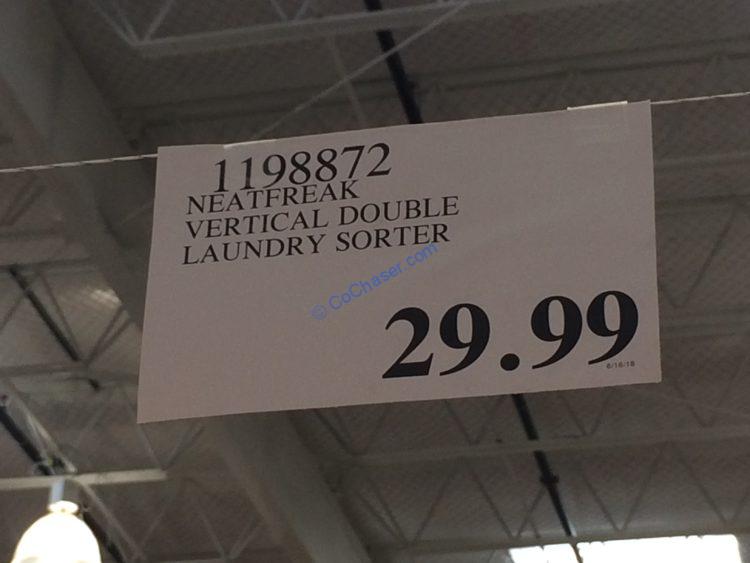 1198872
NEATFREAK
VERTICAL DOUBLE
LAUNDRY SORTER
© CoChaser.com
29.99
6/16/18